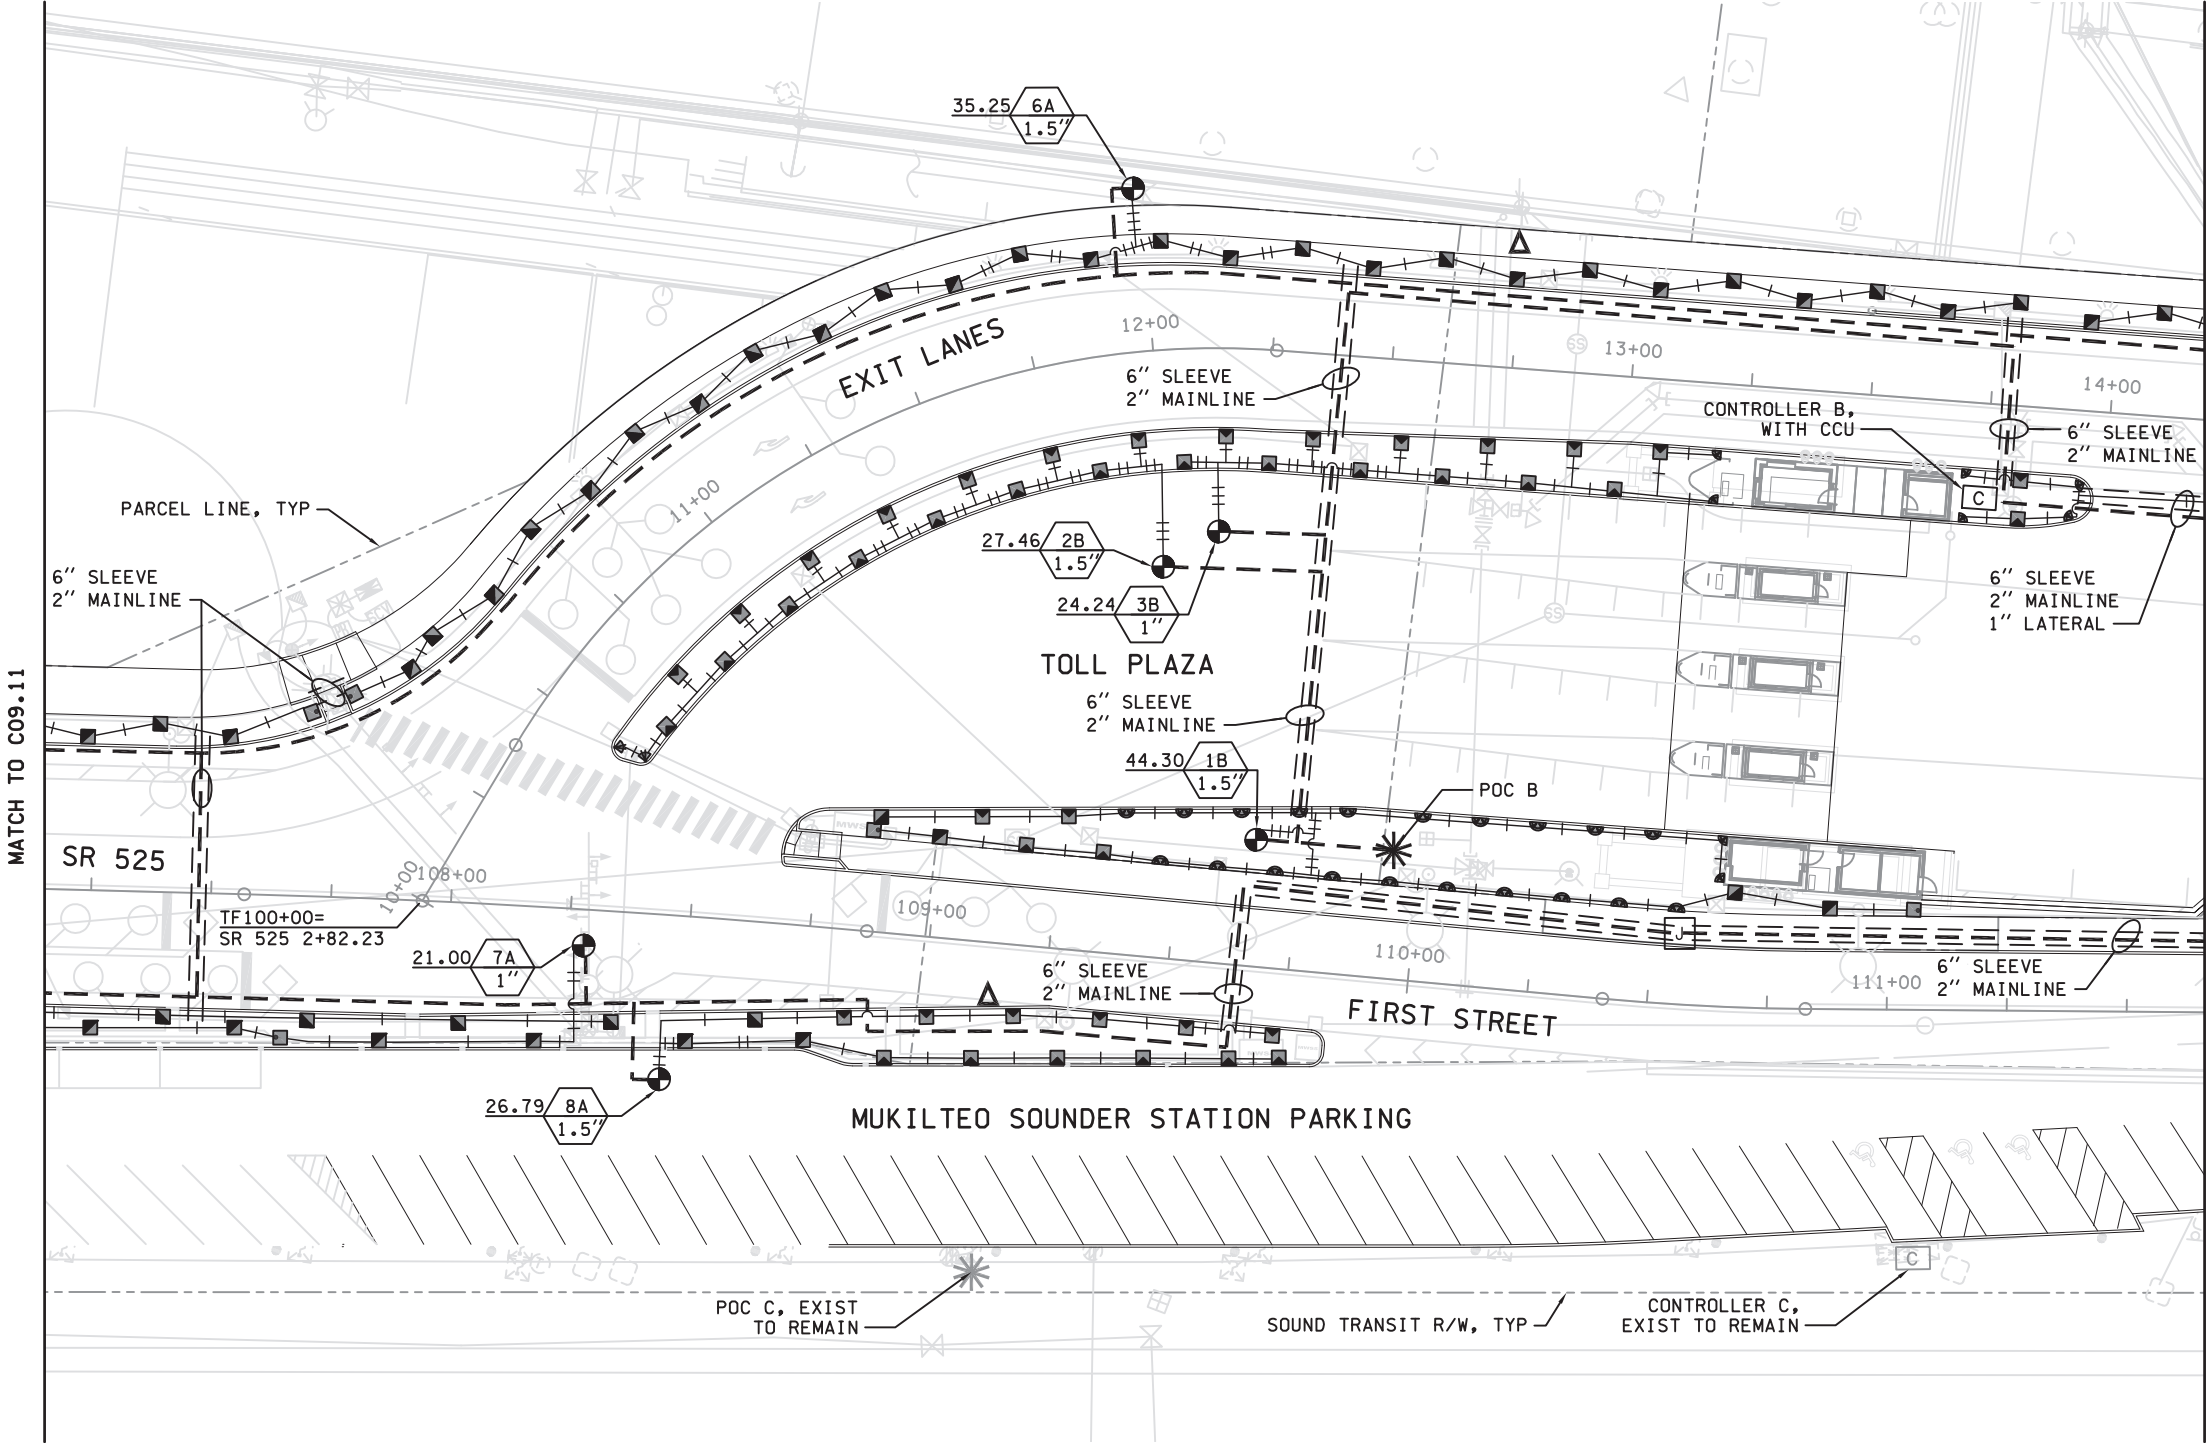 35.25 6A
1.5"
EXIT LANES
12+00
13+00
14+00
11+00
6" SLEEVE
2" MAINLINE
CONTROLLER B,
WITH CCU
C
6" SLEEVE
2" MAINLINE
PARCEL LINE, TYP
SS
27.46 2B
1.5"
6" SLEEVE
2" MAINLINE
24.24 3B
1"
SS
6" SLEEVE
2" MAINLINE
1" LATERAL
TOLL PLAZA
MATCH TO CO9.11
6" SLEEVE
2" MAINLINE
44.30 1B
1.5"
POC B
SR 525
10+00
108+00
109+00
TF100+00=
SR 525 2+82.23
J
110+00
111+00
21.00 7A
1"
6" SLEEVE
2" MAINLINE
6" SLEEVE
2" MAINLINE
FIRST STREET
26.79 8A
1.5"
MUKILTEO SOUNDER STATION PARKING
C
POC C, EXIST
TO REMAIN
SOUND TRANSIT R/W, TYP
CONTROLLER C,
EXIST TO REMAIN